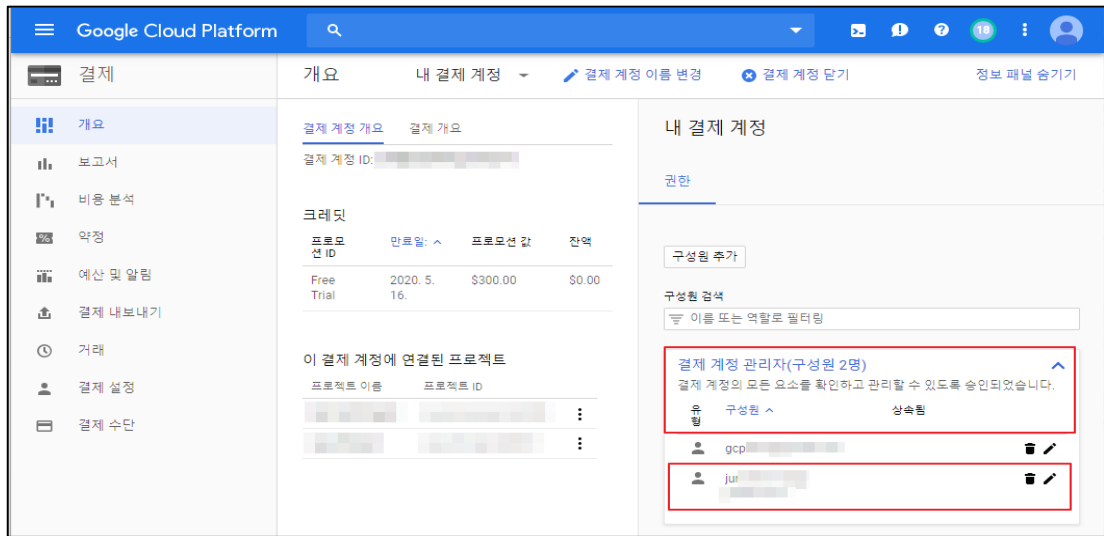 Google Cloud Platform
18
결제
개요
내 결제 계정
결제 계정 이름 변경
결제 계정 닫기
정보 패널 숨기기
개요
보고서
비용 분석
약정
예산 및 알림
결제 내보내기
거래
결제 설정
결제 수단
결제 계정 개요
결제 개요
결제 계정 ID:
크레딧
프로모
션 ID
만료일:
프로모션 값
잔액
Free
Trial
2020. 5.
16.
$300.00
$0.00
이 결제 계정에 연결된 프로젝트
프로젝트 이름
프로젝트 ID
내 결제 계정
권한
구성원 추가
구성원 검색
이름 또는 역할로 필터링
결제 계정 관리자(구성원 2명)
결제 계정의 모든 요소를 확인하고 관리할 수 있도록 승인되었습니다.
유
형
구성원
상속됨
gcp
jur